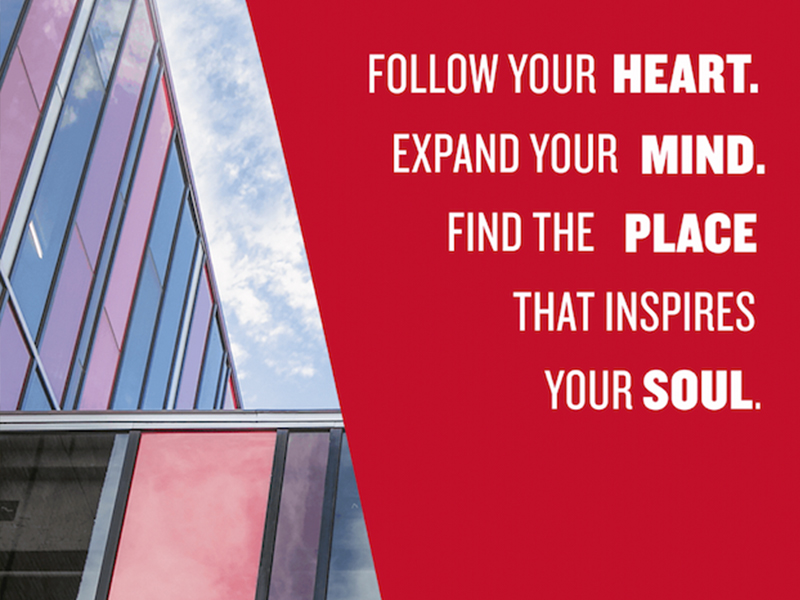 FOLLOW YOUR HEART.
EXPAND YOUR MIND.
FIND THE PLACE
THAT INSPIRES
YOUR SOUL.